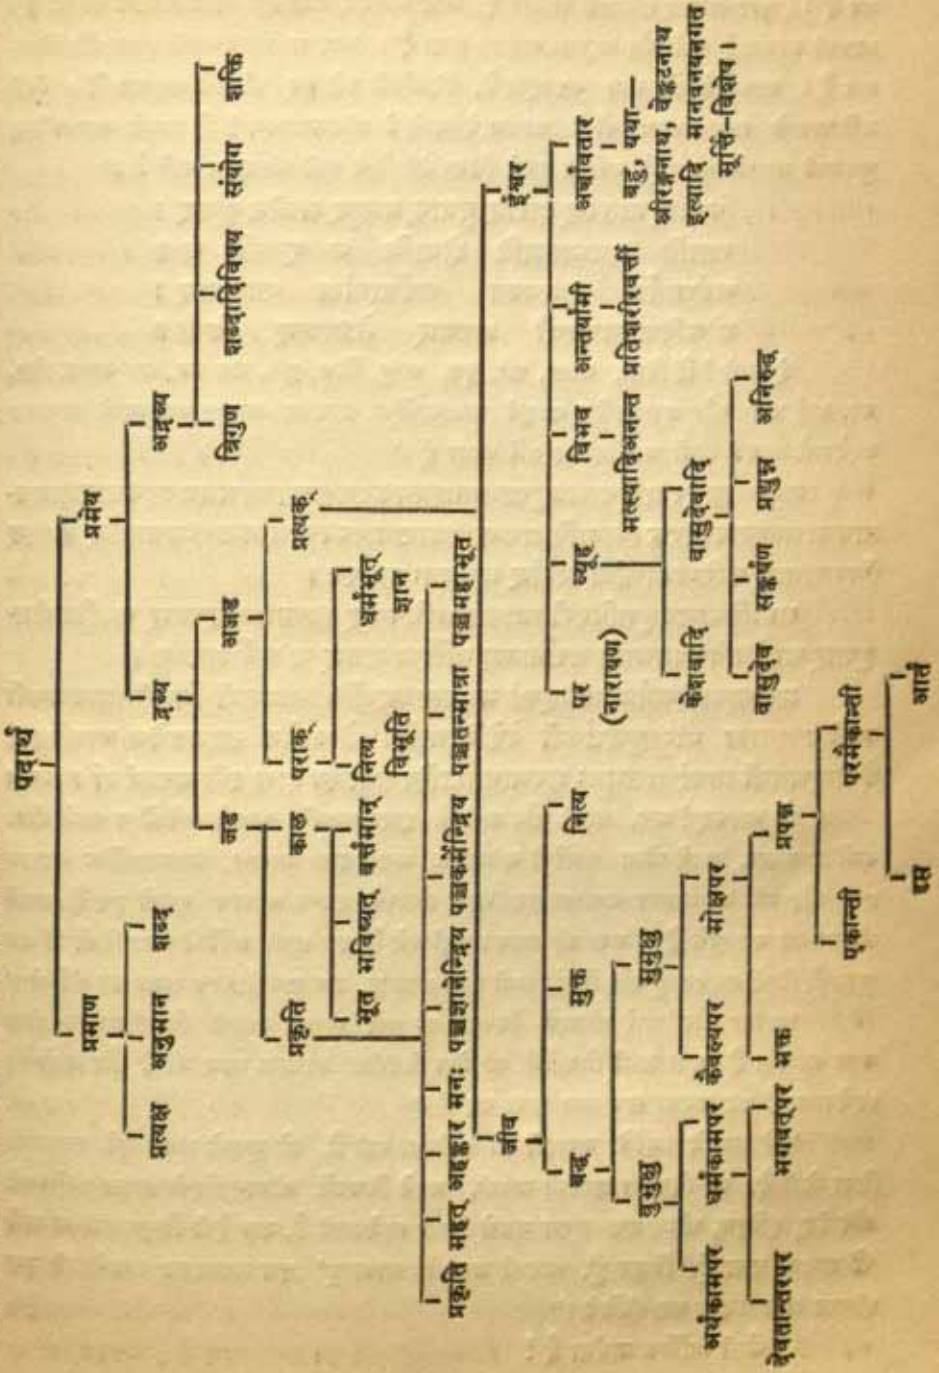 पदार्थ
प्रमाण प्रमेय
प्रत्यक्ष अनुमान शब्द द्रव्य अद्रव्य
त्रिगुण शब्दादिविषय संयोग शक्ति
जड अजड
प्रकृति काल पराक् प्रत्यक्
भूत भविष्यत् वर्त्तमान् नित्य विभूति धर्मभूत ज्ञान
प्रकृति महत् अहङ्कार मनः पञ्चज्ञानेन्द्रिय पञ्चकर्मेन्द्रिय पञ्चतन्मात्रा पञ्चमहाभूत
जीव ईश्वर
बद्ध मुक्त नित्य पर व्यूह विभव अन्तर्यामी अर्चावतार
(नारायण) मत्स्यादिअनन्त प्रतिशरीरवर्त्ती बहु, यथा—
श्रीरङ्गनाथ, वेङ्कटनाथ
इत्यादि मानवनयनगत
मूर्ति-विशेष।
बुभुक्षु मुमुक्षु केशवादि वासुदेवादि
अर्थकामपर धर्मकामपर कैवल्यपर मोक्षपर वासुदेव सङ्कर्षण प्रद्युम्न अनिरुद्ध
देवतान्तरपर भगवत्पर भक्त प्रपन्न
एकान्ती परमैकान्ती
दृप्त आर्त